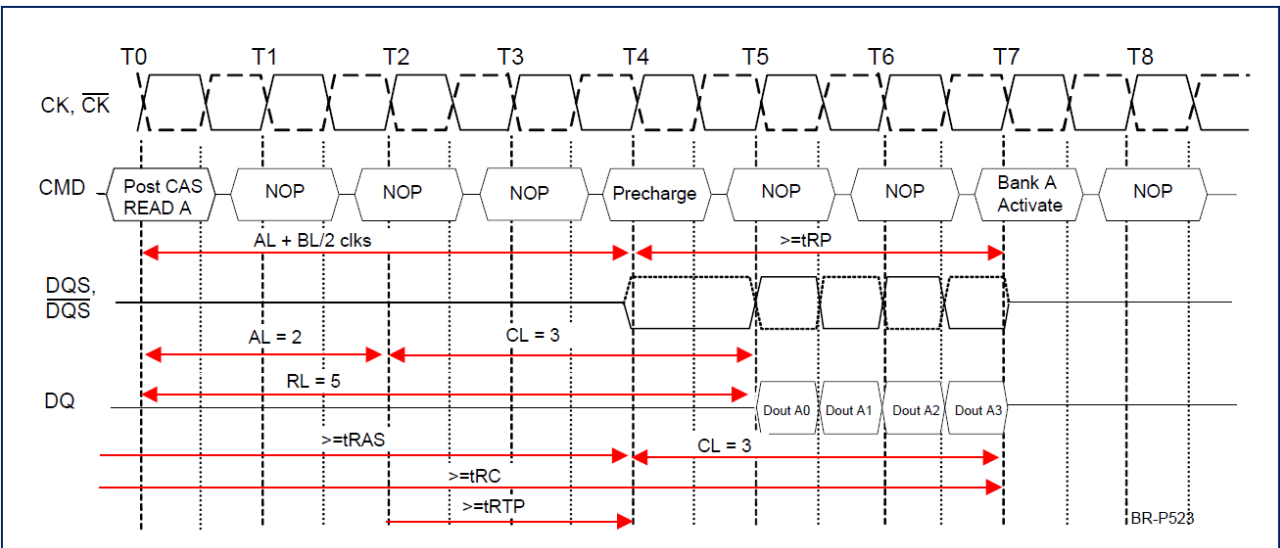 T0 T1 T2 T3 T4 T5 T6 T7 T8
CK, CK
CMD
Post CAS
READ A
NOP
NOP
NOP
Precharge
NOP
NOP
Bank A
Activate
NOP
AL + BL/2 clks
>=tRP
DQS,
DQS
AL = 2
CL = 3
RL = 5
DQ
Dout A0
Dout A1
Dout A2
Dout A3
>=tRAS
CL = 3
>=tRC
>=tRTP
BR-P523